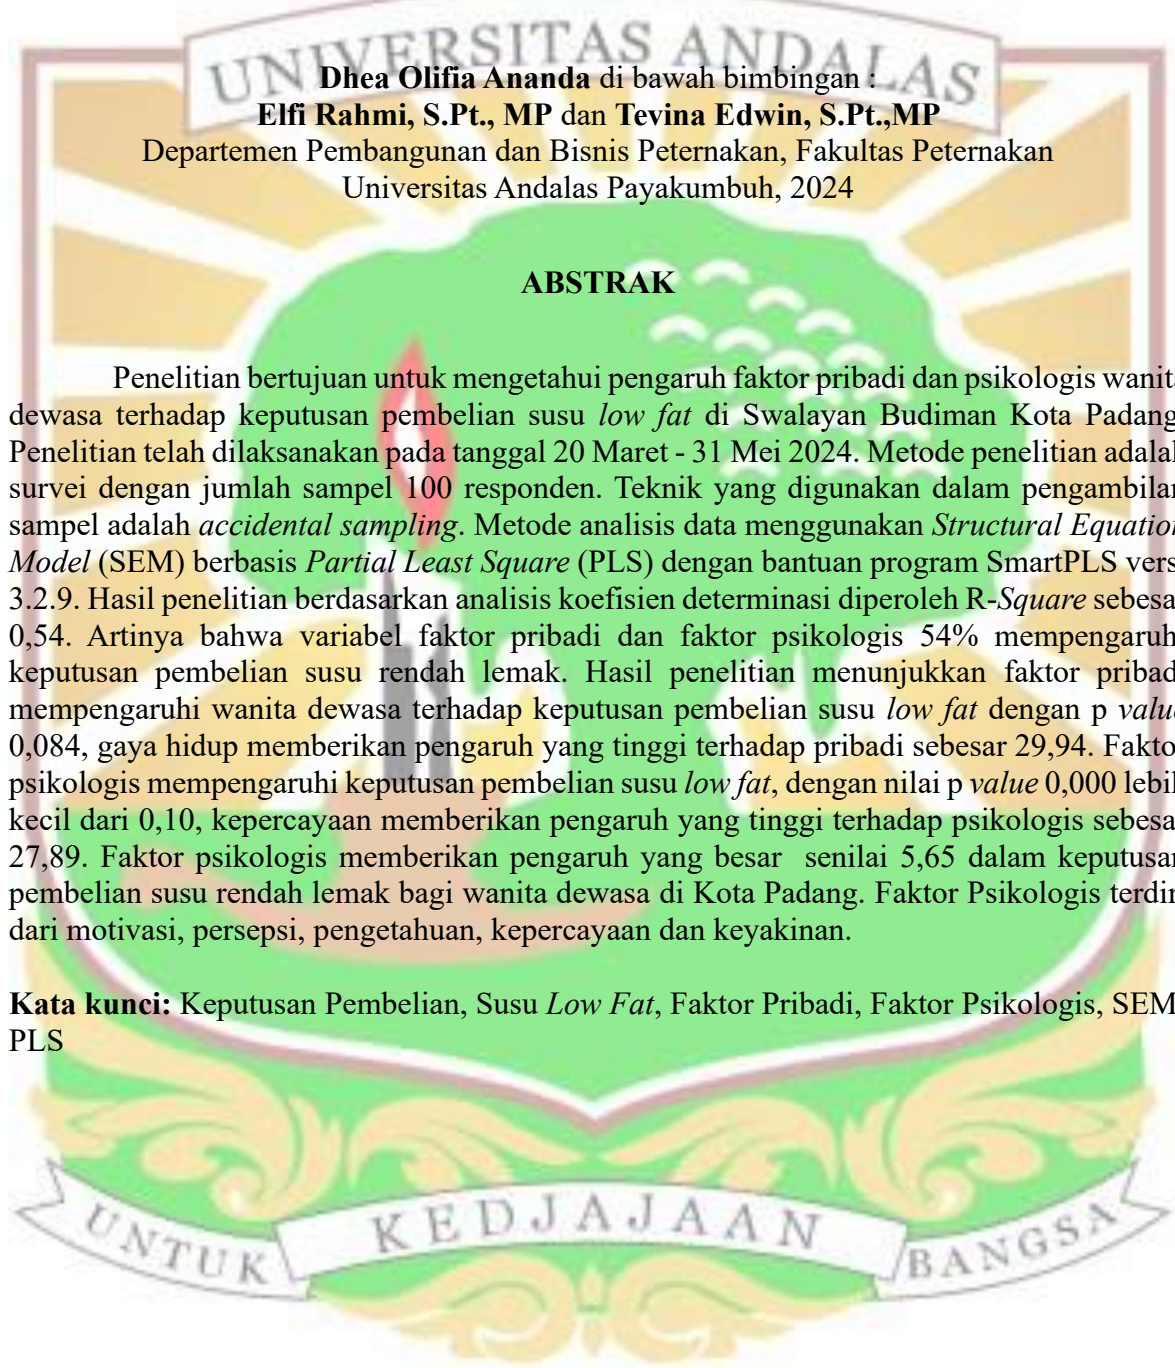 UNIVERSITAS ANDALAS
Dhea Olifia Ananda di bawah bimbingan :
Elfi Rahmi, S.Pt., MP dan Tevina Edwin, S.Pt.,MP
Departemen Pembangunan dan Bisnis Peternakan, Fakultas Peternakan
Universitas Andalas Payakumbuh, 2024
ABSTRAK
Penelitian bertujuan untuk mengetahui pengaruh faktor pribadi dan psikologis wanita
dewasa terhadap keputusan pembelian susu low fat di Swalayan Budiman Kota Padang
Penelitian telah dilaksanakan pada tanggal 20 Maret - 31 Mei 2024. Metode penelitian adalah
survei dengan jumlah sampel 100 responden. Teknik yang digunakan dalam pengambilan
sampel adalah accidental sampling. Metode analisis data menggunakan Structural Equation
Model (SEM) berbasis Partial Least Square (PLS) dengan bantuan program SmartPLS vers
3.2.9. Hasil penelitian berdasarkan analisis koefisien determinasi diperoleh R-Square sebesa
0,54. Artinya bahwa variabel faktor pribadi dan faktor psikologis 54% mempengaruh
keputusan pembelian susu rendah lemak. Hasil penelitian menunjukkan faktor pribad
mempengaruhi wanita dewasa terhadap keputusan pembelian susu low fat dengan p value
0,084, gaya hidup memberikan pengaruh yang tinggi terhadap pribadi sebesar 29,94. Fakto
psikologis mempengaruhi keputusan pembelian susu low fat, dengan nilai p value 0,000 lebih
kecil dari 0,10, kepercayaan memberikan pengaruh yang tinggi terhadap psikologis sebesa
27,89. Faktor psikologis memberikan pengaruh yang besar senilai 5,65 dalam keputusan
pembelian susu rendah lemak bagi wanita dewasa di Kota Padang. Faktor Psikologis terdir
dari motivasi, persepsi, pengetahuan, kepercayaan dan keyakinan.
Kata kunci: Keputusan Pembelian, Susu Low Fat, Faktor Pribadi, Faktor Psikologis, SEM
PLS
UNTUK KEDJAJAAN BANGSA